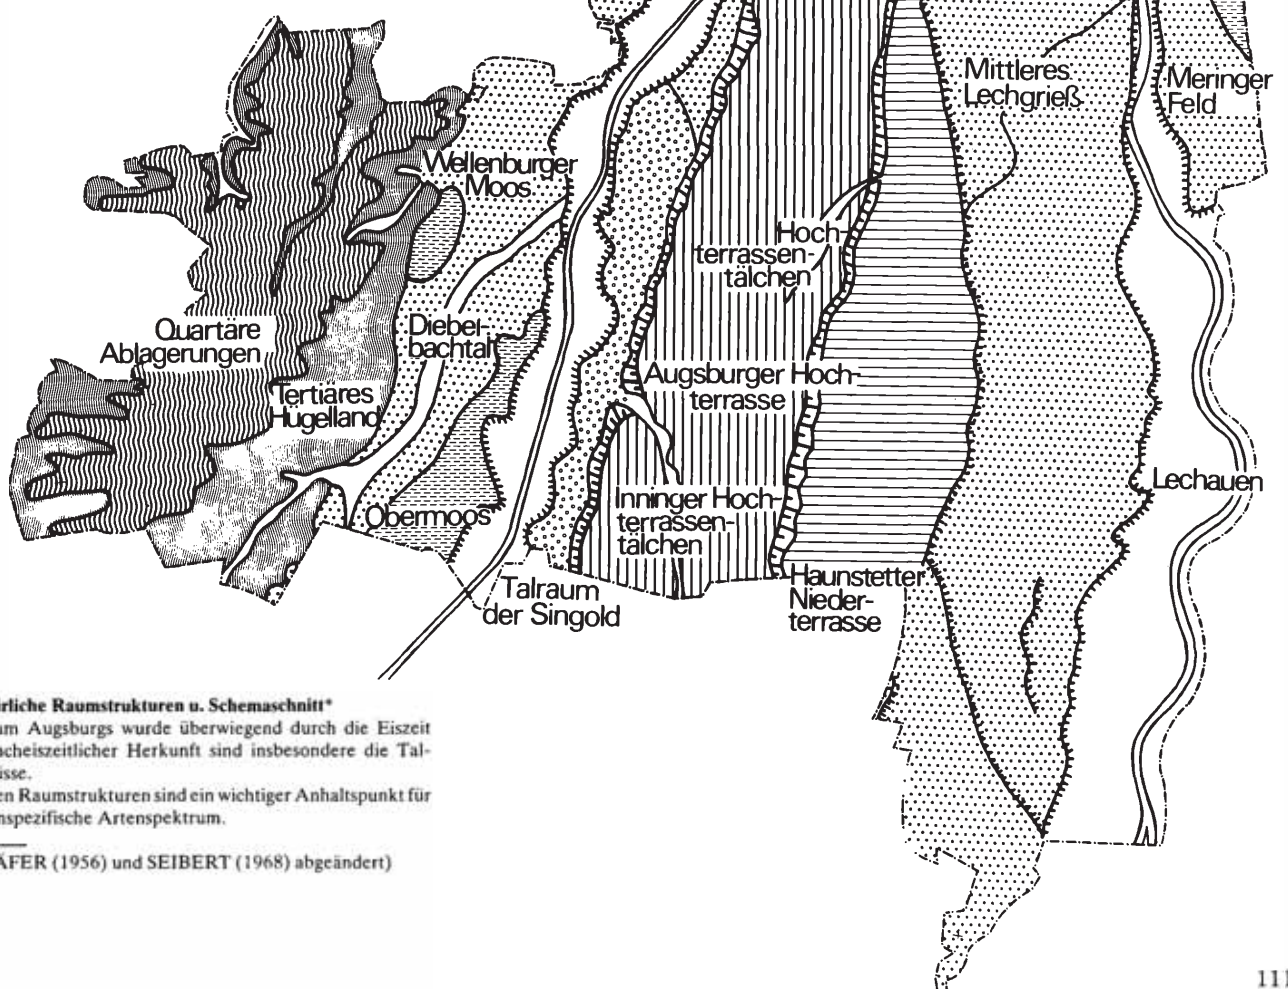 Mittleres
Lechgrieß
Meringer
Feld
Wellenburger
Moos
Hoch-
terrassen-
tälchen
Quartäre
Ablagerungen
Diebel-
bachtal
Tertiäres
Hügelland
Augsburger Hoch-
terrasse
Lechauen
Obermoos
Inninger Hoch-
terrassen-
tälchen
Talraum
der Singold
Haunstetter
Nieder-
terrasse
rliche Raumstrukturen u. Schemaschnitt*
um Augsburgs wurde überwiegend durch die Eiszeit
acheiszeitlicher Herkunft sind insbesondere die Tal-
üsse.
en Raumstrukturen sind ein wichtiger Anhaltspunkt für
nspezifische Artenspektrum.
ÄFER (1956) und SEIBERT (1968) abgeändert)
111